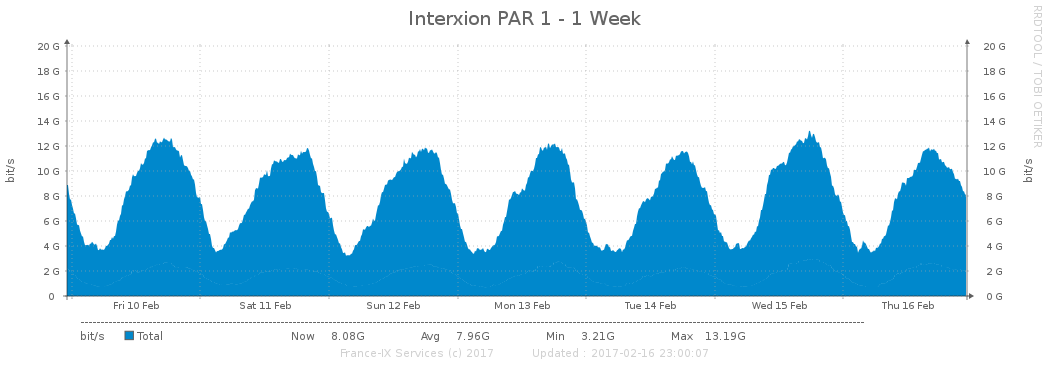 Interxion PAR 1 - 1 Week
RRDTOOL / TOBI OETIKER
20 G 20 G
18 G 18 G
16 G 16 G
14 G 14 G
12 G 12 G
10 G 10 G
8 G 8 G
6 G 6 G
4 G 4 G
2 G 2 G
0 0 G
bit/s bit/s
Fri 10 Feb Sat 11 Feb Sun 12 Feb Mon 13 Feb Tue 14 Feb Wed 15 Feb Thu 16 Feb
bit/s Total Now 8.08G Avg 7.96G Min 3.21G Max 13.19G
France-IX Services (c) 2017 Updated : 2017-02-16 23:00:07